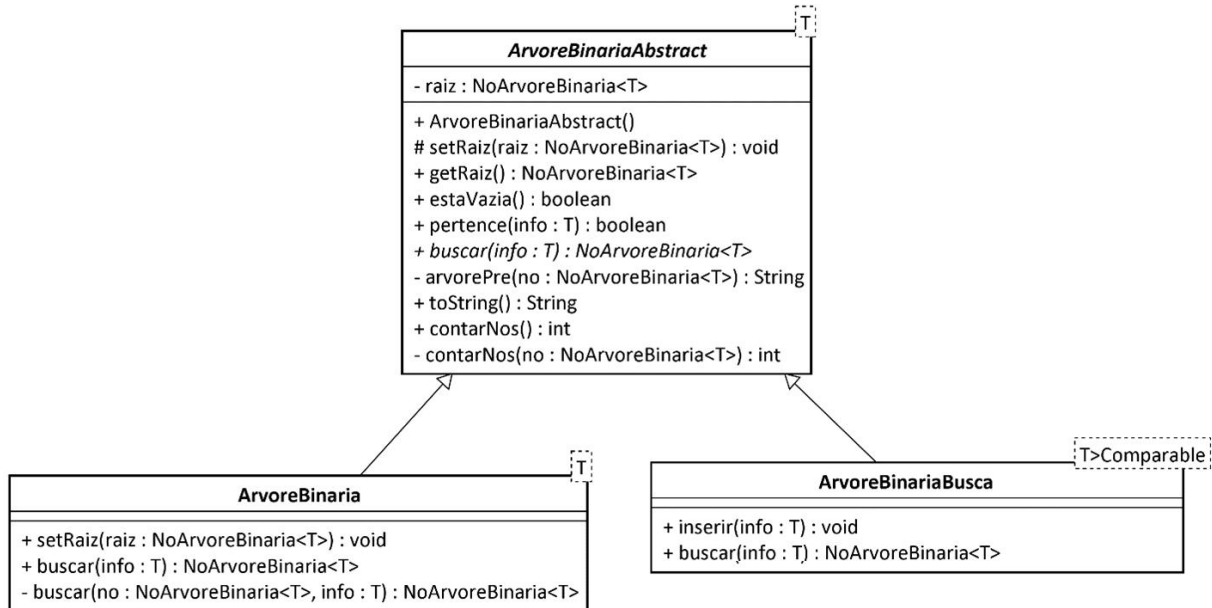 T
ArvoreBinariaAbstract
- raiz : NoArvoreBinaria<T>
+ ArvoreBinariaAbstract()
# setRaiz(raiz : NoArvoreBinaria<T>) : void
+ getRaiz() : NoArvoreBinaria<T>
+ estaVazia() : boolean
+ pertence(info : T) : boolean
+ buscar(info : T) : NoArvoreBinaria<T>
- arvorePre(no : NoArvoreBinaria<T>) : String
+ toString() : String
+ contarNos() : int
- contarNos(no : NoArvoreBinaria<T>) : int
T
ArvoreBinaria
+ setRaiz(raiz : NoArvoreBinaria<T>) : void
+ buscar(info : T) : NoArvoreBinaria<T>
- buscar(no : NoArvoreBinaria<T>, info : T) : NoArvoreBinaria<T>
T>Comparable
ArvoreBinariaBusca
+ inserir(info : T) : void
+ buscar(info : T) : NoArvoreBinaria<T>